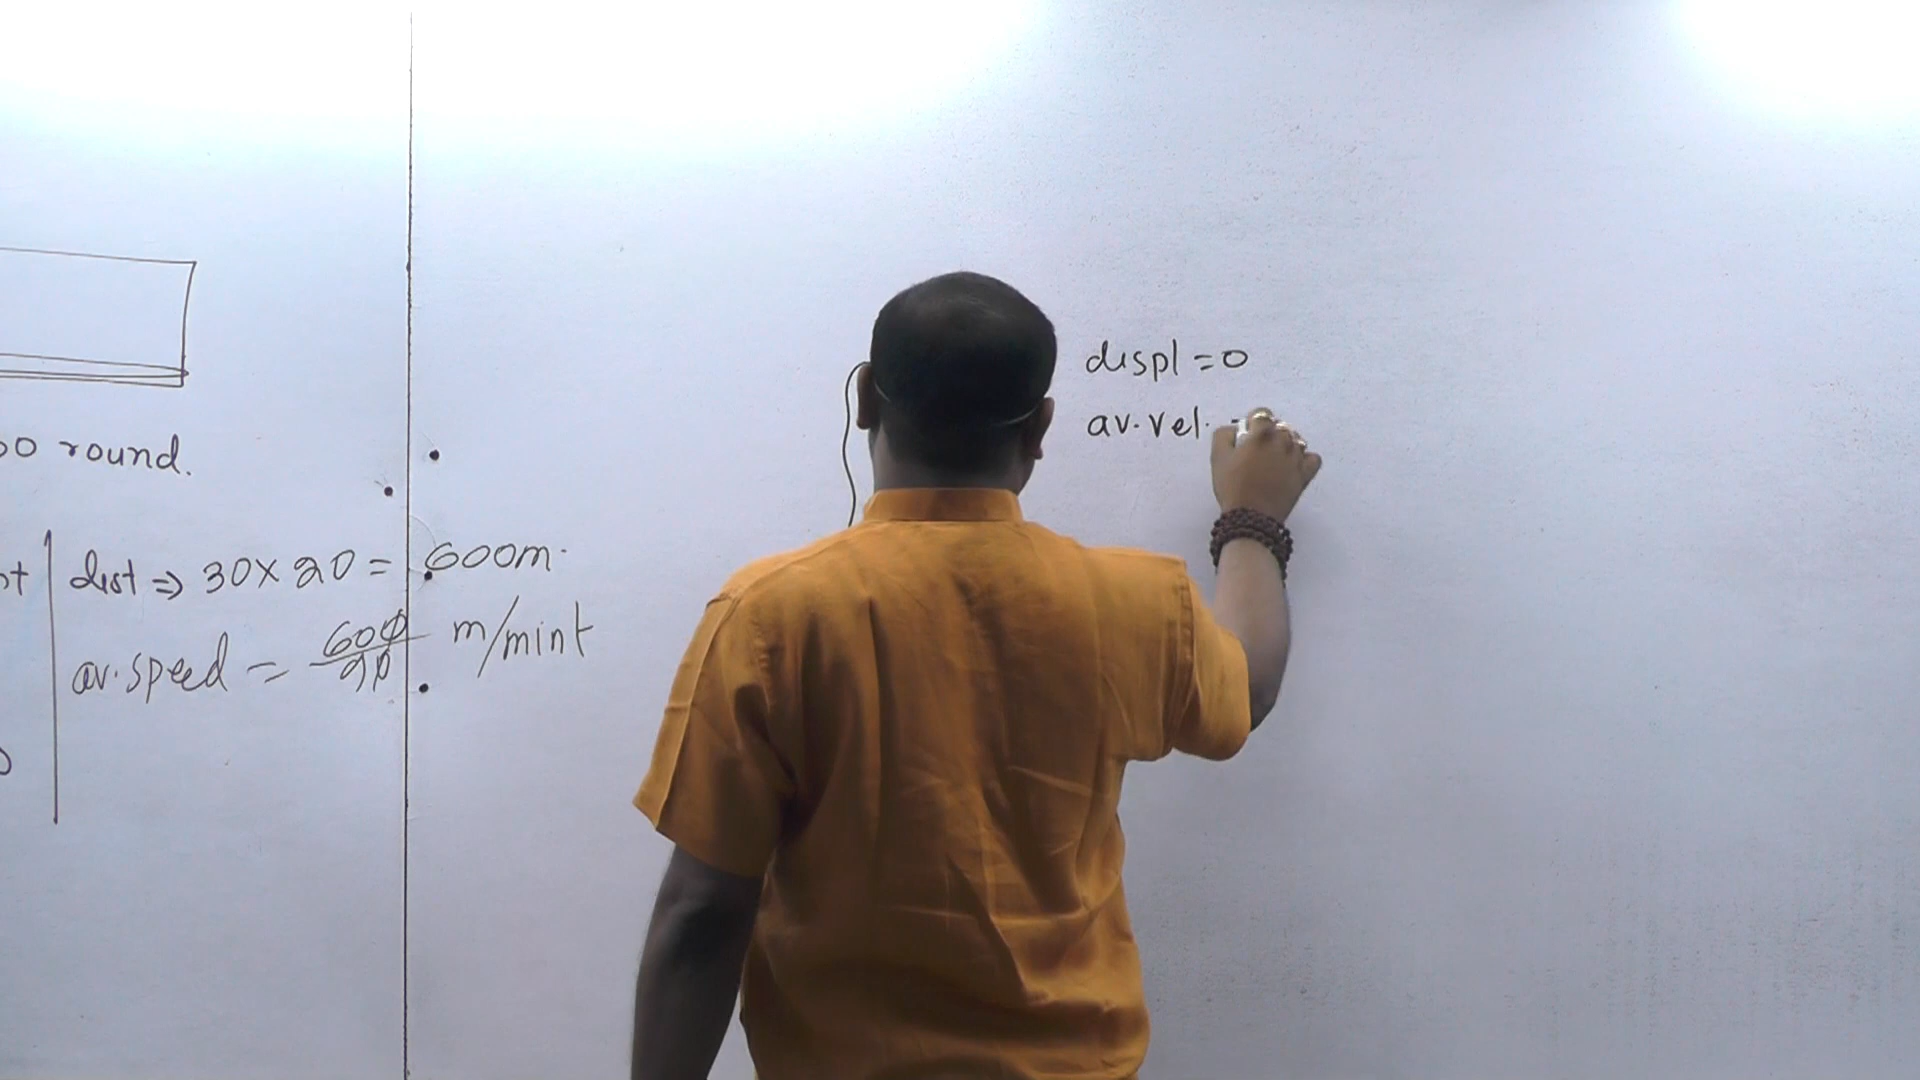 round.
dist ⇒ 30×20 = 600m.
av.speed = 600/20 m/mint
displ = 0
av.vel.